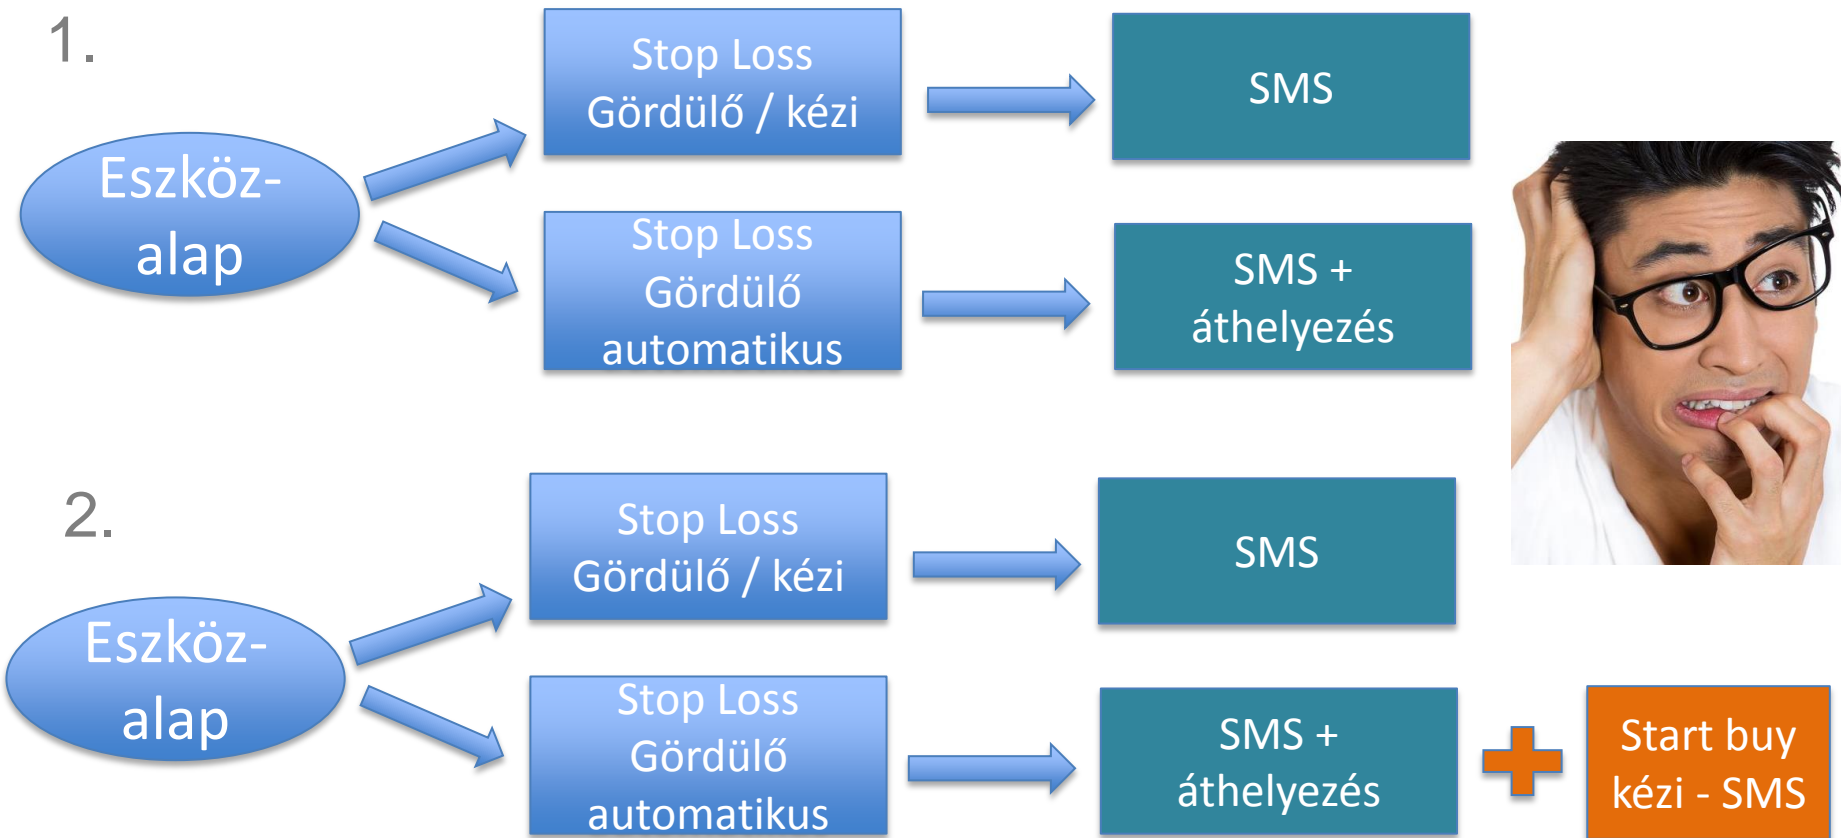 1.
Eszköz-
alap
Stop Loss
Gördülő / kézi
SMS
Stop Loss
Gördülő
automatikus
SMS +
áthelyezés
2.
Eszköz-
alap
Stop Loss
Gördülő / kézi
SMS
Stop Loss
Gördülő
automatikus
SMS +
áthelyezés
Start buy
kézi - SMS